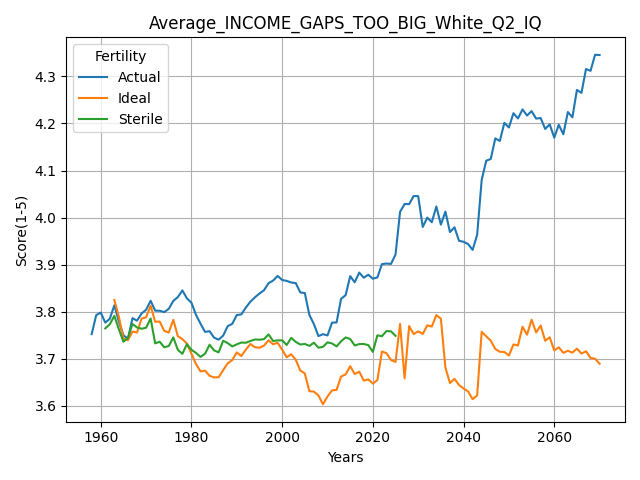 Average_INCOME_GAPS_TOO_BIG_White_Q2_IQ
Fertility
Actual
Ideal
Sterile
Score(1-5)
4.3
4.2
4.1
4.0
3.9
3.8
3.7
3.6
1960 1980 2000 2020 2040 2060
Years